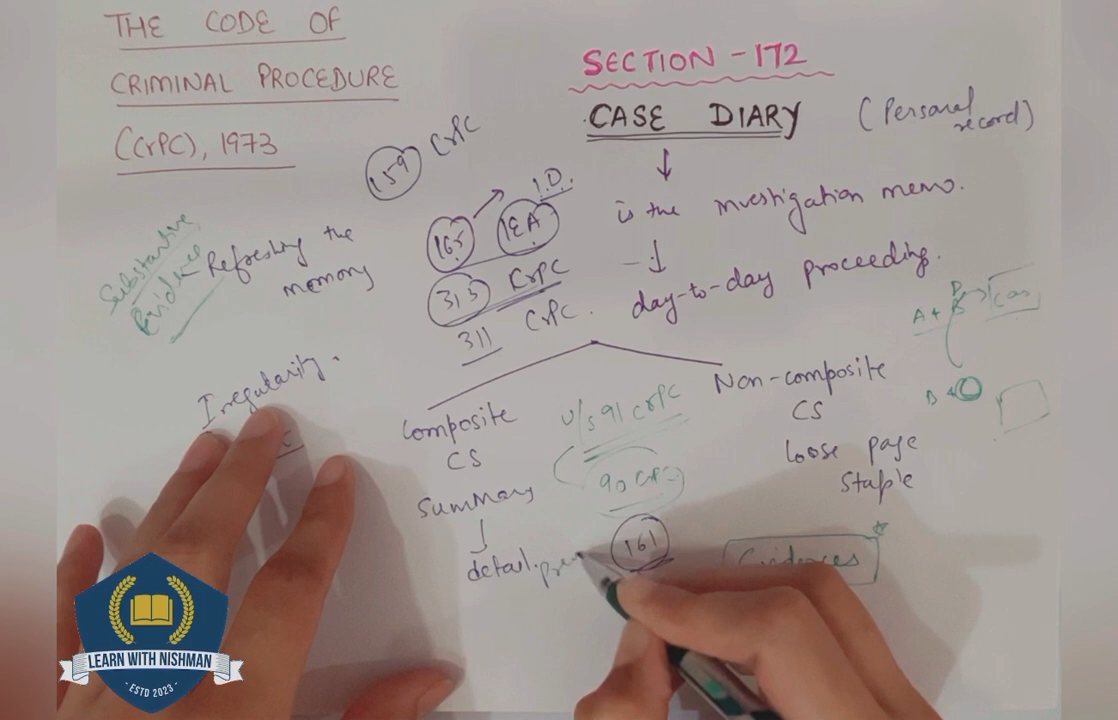 THE CODE OF
CRIMINAL PROCEDURE
(CrPC), 1973
SECTION - 172
CASE DIARY (Personal record)
is the investigation memo.
day-to-day proceeding.
159 CrPC
165 IEA I.D.
313 CrPC
311 CrPC.
Substantive
Evidence
Refreshing the
memory
Irregularity.
Composite
CS
Summary
detail.
u/s 91 CrPC
90 CrPC
161
Non-composite
CS
loose page
Staple
Evidences
A + B
D
LEARN WITH NISHMAN
- ESTD 2023 -